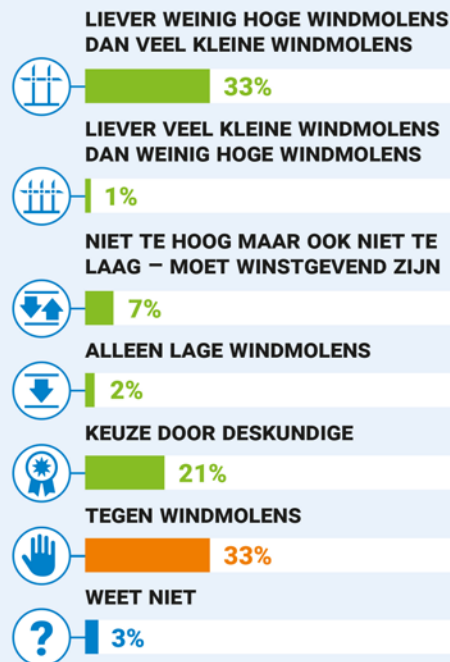 LIEVER WEINIG HOGE WINDMOLENS
DAN VEEL KLEINE WINDMOLENS
33%
LIEVER VEEL KLEINE WINDMOLENS
DAN WEINIG HOGE WINDMOLENS
1%
NIET TE HOOG MAAR OOK NIET TE
LAAG – MOET WINSTGEVEND ZIJN
7%
ALLEEN LAGE WINDMOLENS
2%
KEUZE DOOR DESKUNDIGE
21%
TEGEN WINDMOLENS
33%
WEET NIET
?
3%